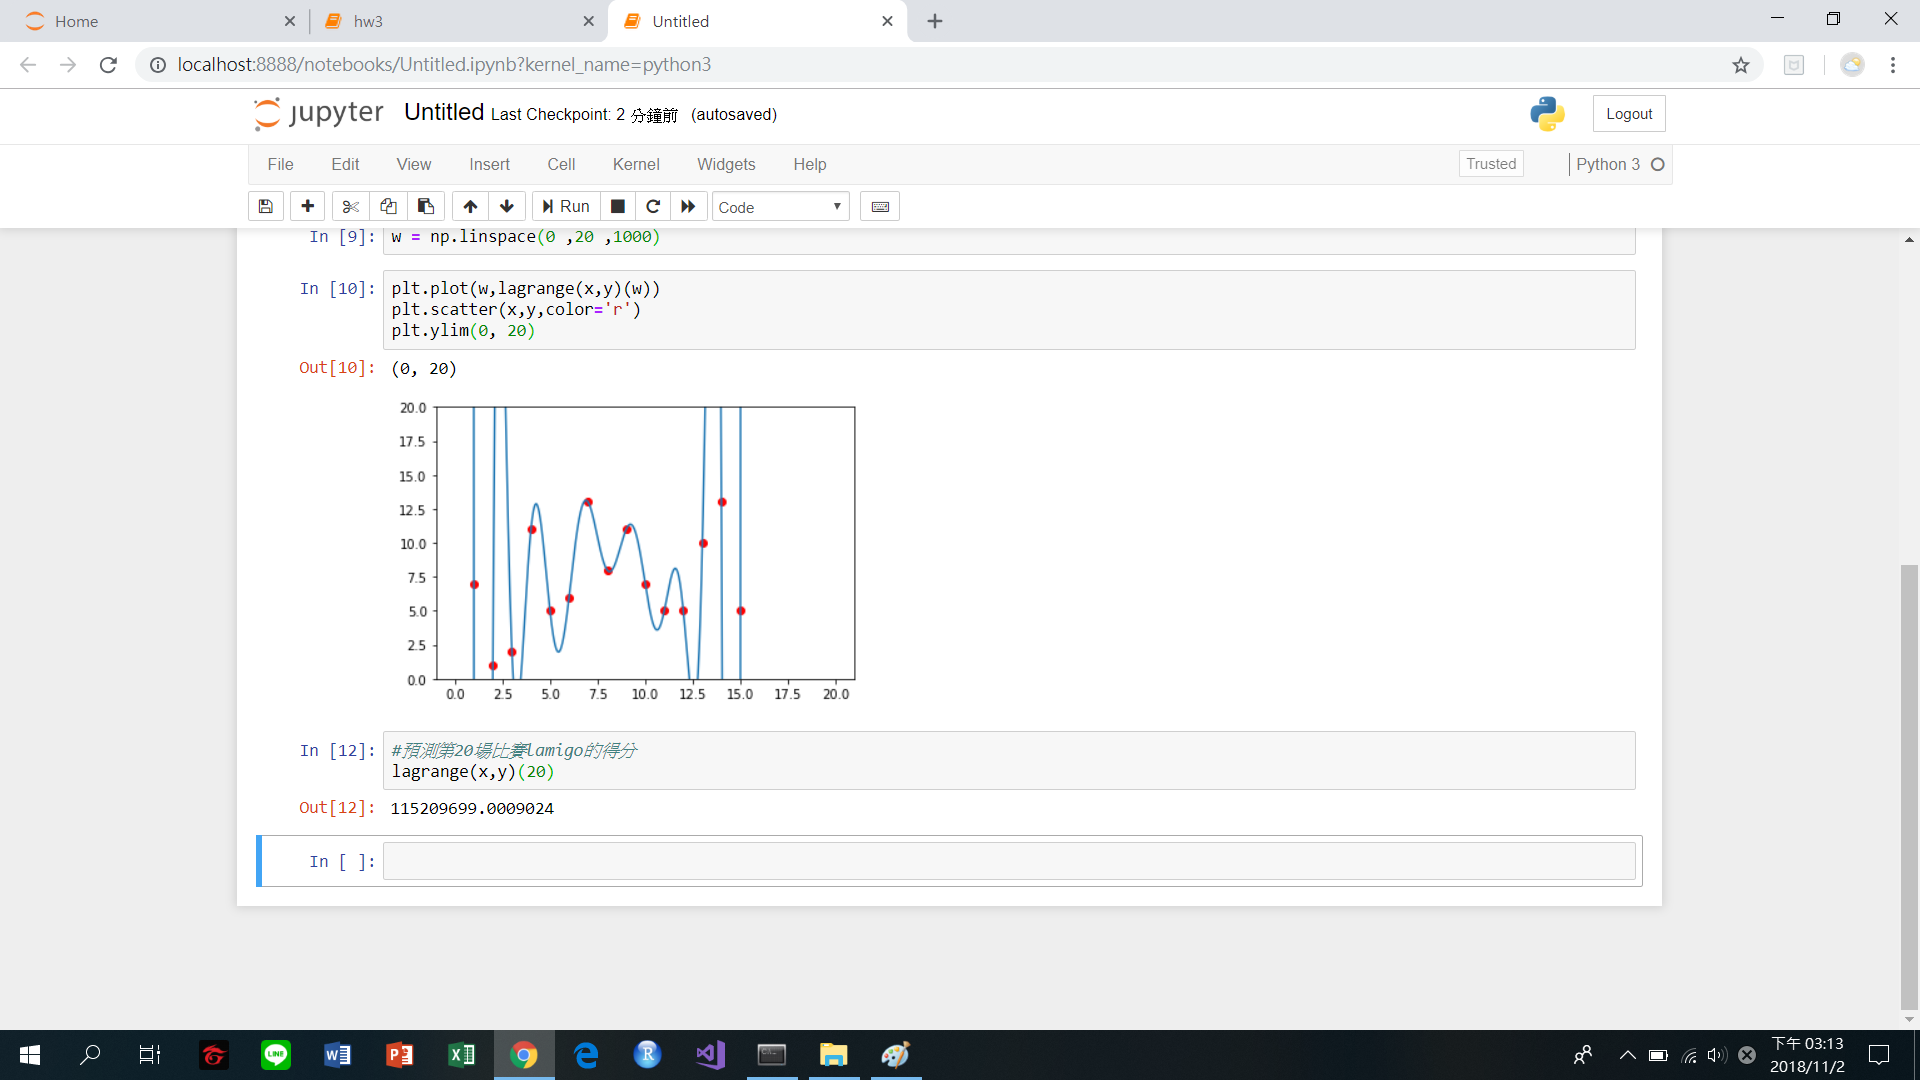 Home
hw3
Untitled
localhost:8888/notebooks/Untitled.ipynb?kernel_name=python3
jupyter Untitled Last Checkpoint: 2 分鐘前 (autosaved)
Logout
File Edit View Insert Cell Kernel Widgets Help
Trusted
Python 3
Run
Code
In [9]: w = np.linspace(0 ,20 ,1000)
In [10]: plt.plot(w,lagrange(x,y)(w))
plt.scatter(x,y,color='r')
plt.ylim(0, 20)
Out[10]: (0, 20)
20.0
17.5
15.0
12.5
10.0
7.5
5.0
2.5
0.0
0.0 2.5 5.0 7.5 10.0 12.5 15.0 17.5 20.0
In [12]: #預測第20場比賽lamigo的得分
lagrange(x,y)(20)
Out[12]: 115209699.0009024
In [ ]:
下午 03:13
2018/11/2